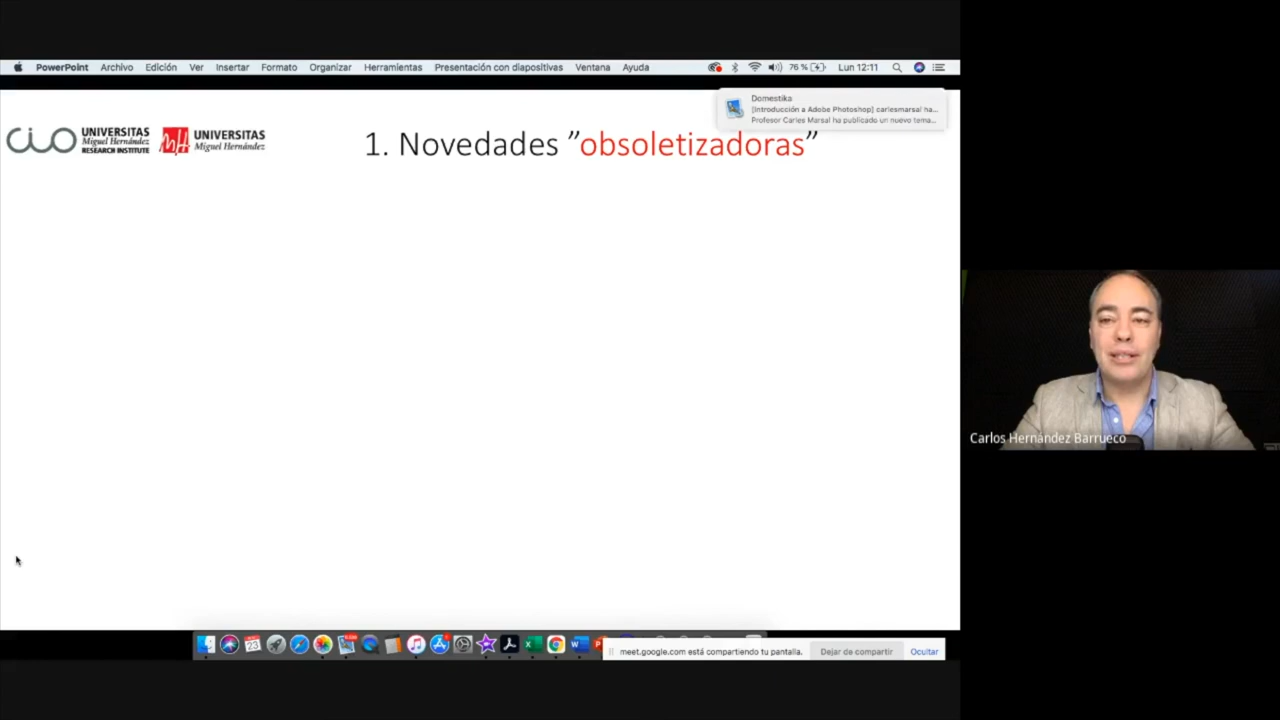 PowerPoint Archivo Edición Ver Insertar Formato Organizar Herramientas Presentación con diapositivas Ventana Ayuda 76 % Lun 12:11
Domestika
[Introducción a Adobe Photoshop] carlesmarsal ha...
Profesor Carles Marsal ha publicado un nuevo tema...
CIO UNIVERSITAS
Miguel Hernández
RESEARCH INSTITUTE
UNIVERSITAS
Miguel Hernández
1. Novedades ”obsoletizadoras”
Carlos Hernández Barrueco
23
meet.google.com está compartiendo tu pantalla. Dejar de compartir Ocultar